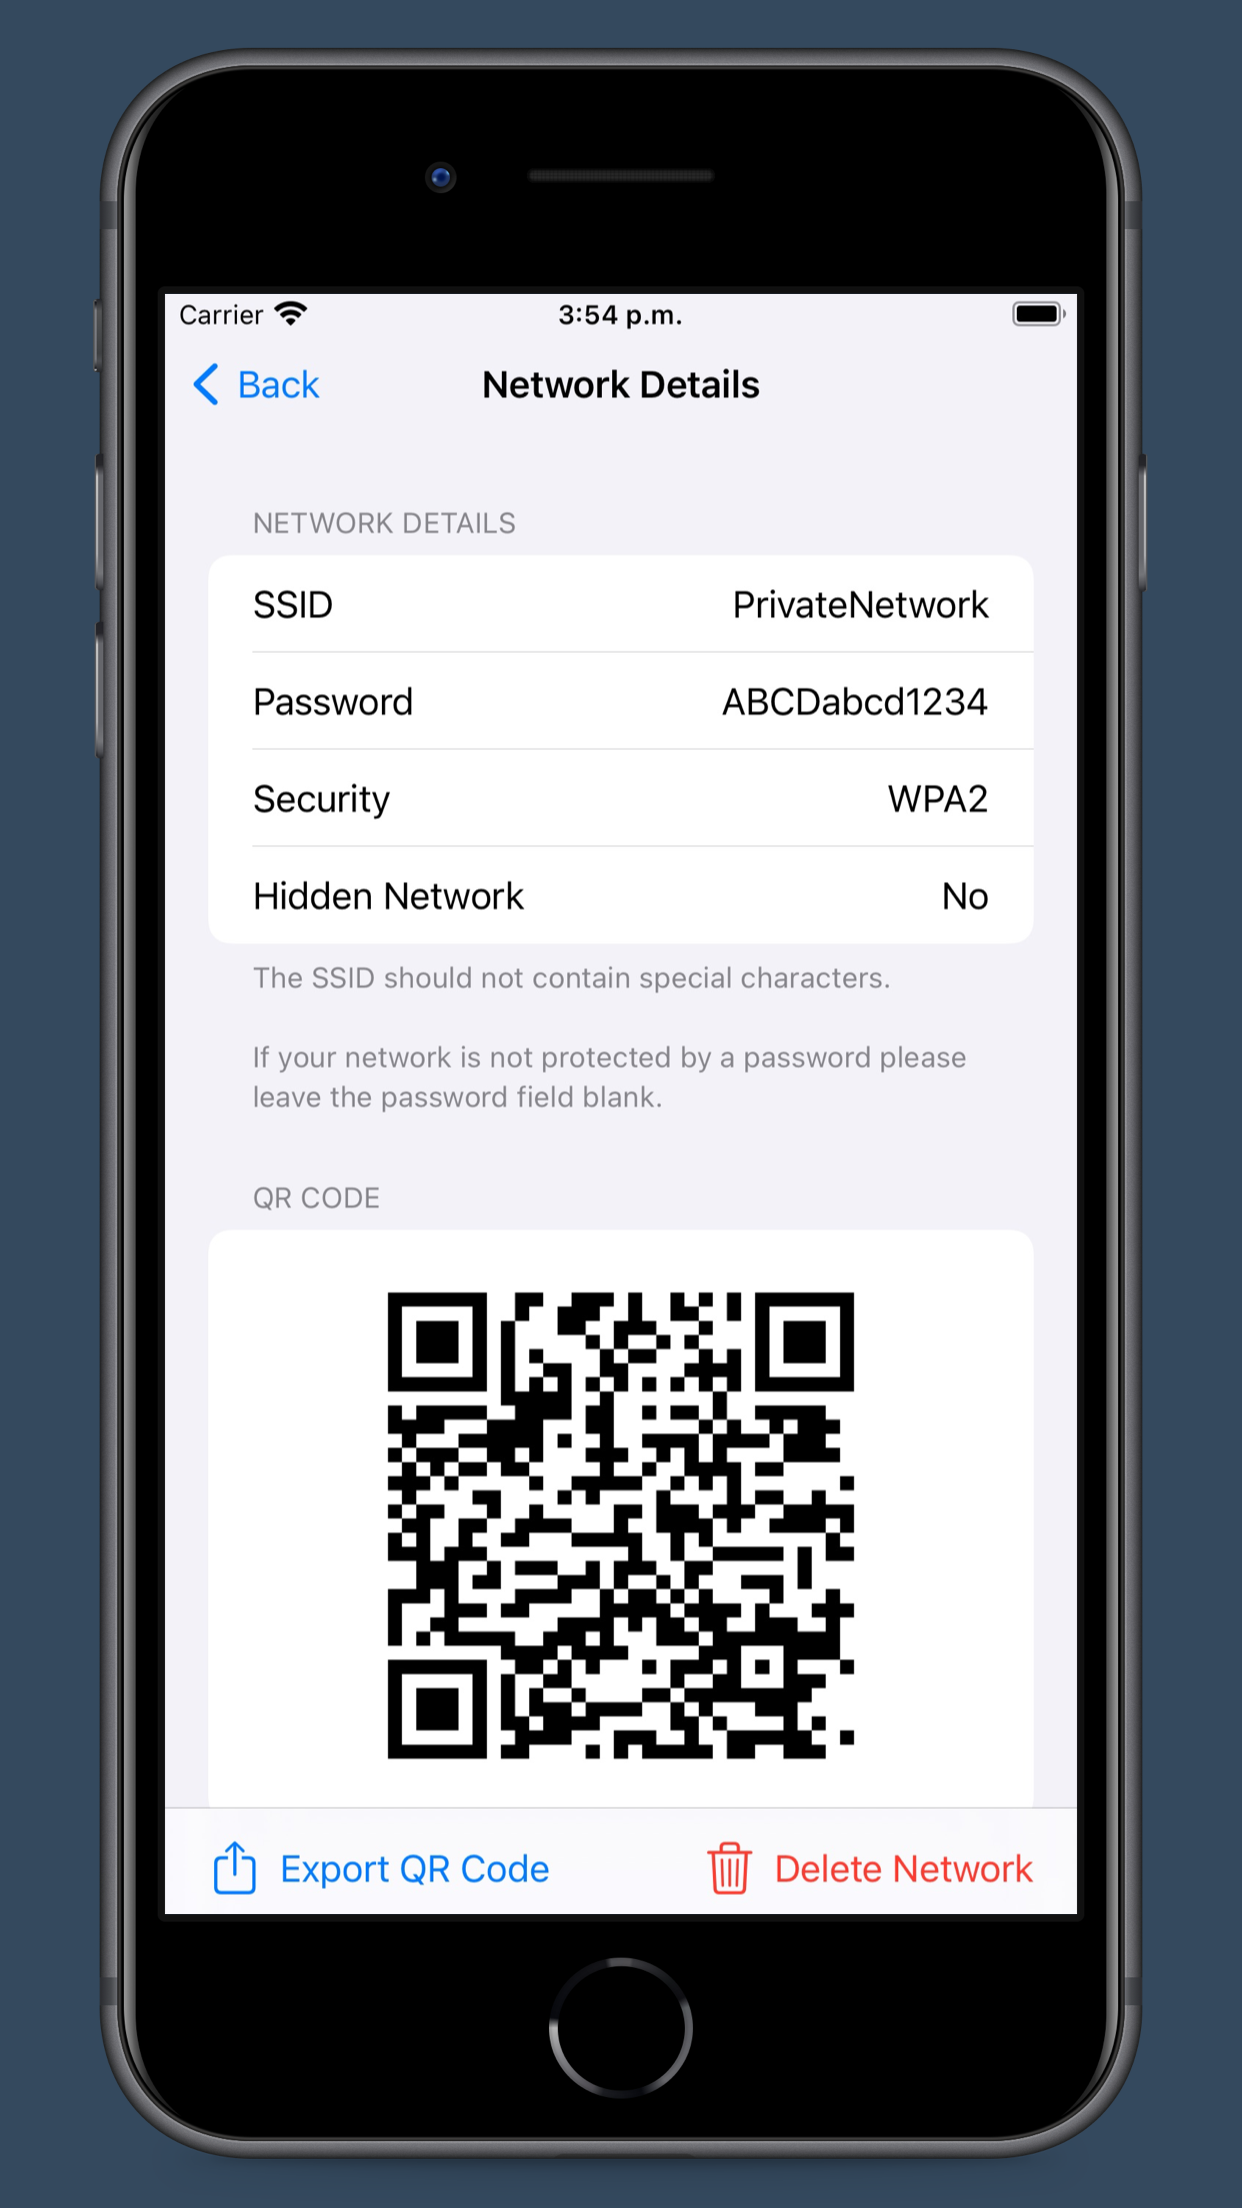 Carrier
3:54 p.m.
Back
Network Details
NETWORK DETAILS
SSID PrivateNetwork
Password ABCDabcd1234
Security WPA2
Hidden Network No
The SSID should not contain special characters.
If your network is not protected by a password please
leave the password field blank.
QR CODE
Export QR Code
Delete Network